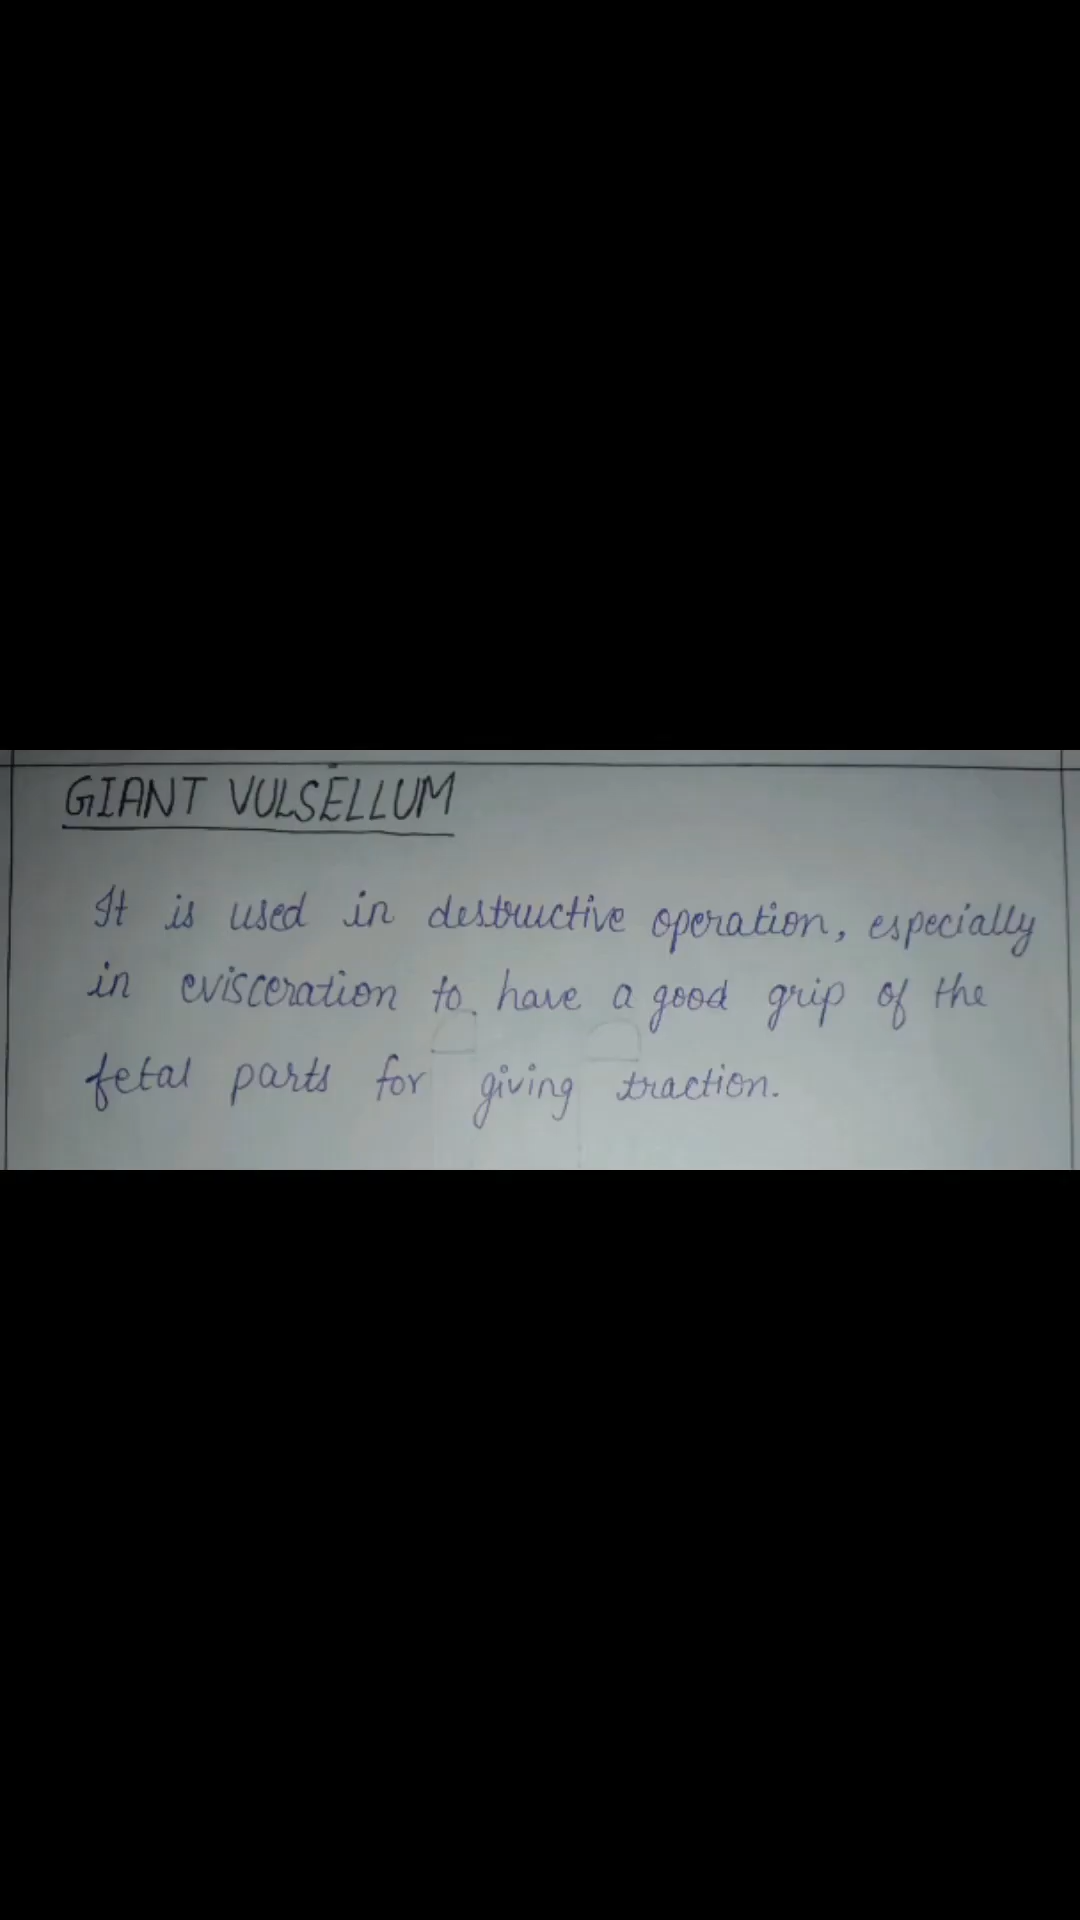 GIANT VULSELLUM
It is used in destructive operation, especially
in evisceration to have a good grip of the
fetal parts for giving traction.